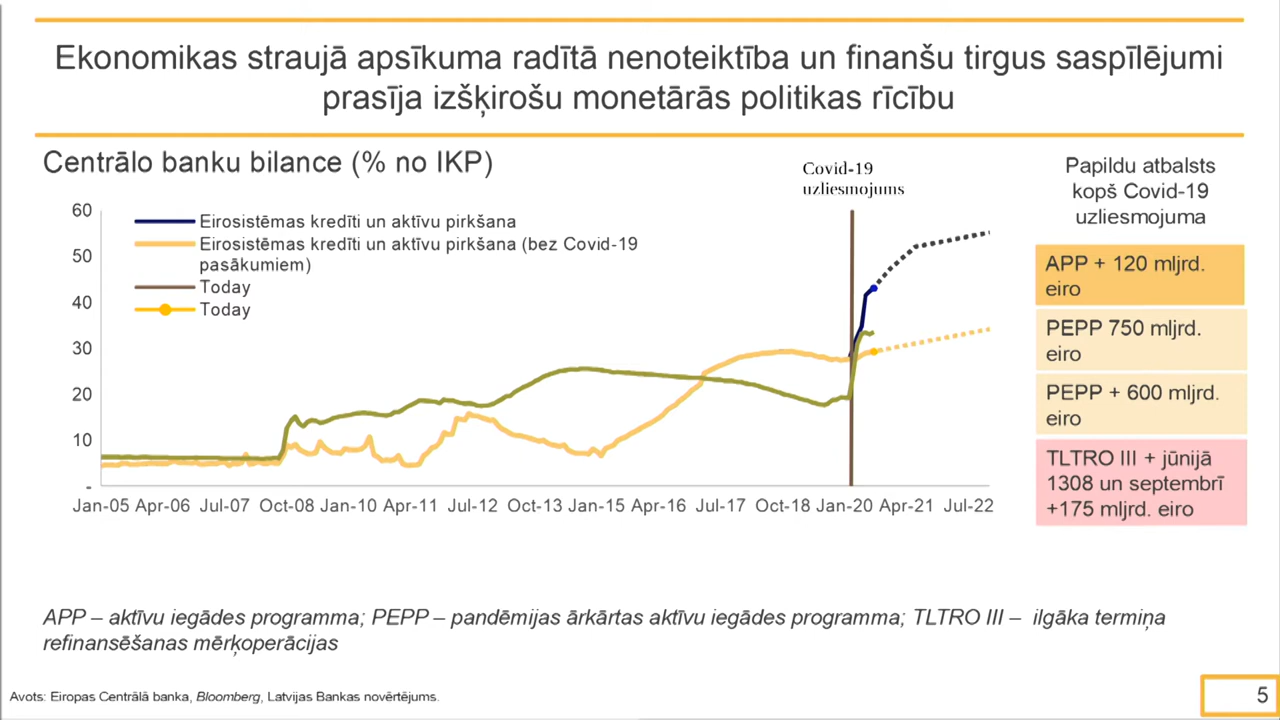 Ekonomikas straujā apsīkuma radītā nenoteiktība un finanšu tirgus saspīlējumi
prasīja izšķirošu monetārās politikas rīcību
Centrālo banku bilance (% no IKP)
Covid-19
uzliesmojums
60
50
40
30
20
10
-
Eirosistēmas kredīti un aktīvu pirkšana
Eirosistēmas kredīti un aktīvu pirkšana (bez Covid-19
pasākumiem)
Today
Today
Jan-05 Apr-06 Jul-07 Oct-08 Jan-10 Apr-11 Jul-12 Oct-13 Jan-15 Apr-16 Jul-17 Oct-18 Jan-20 Apr-21 Jul-22
Papildu atbalsts
kopš Covid-19
uzliesmojuma
APP + 120 mljrd.
eiro
PEPP 750 mljrd.
eiro
PEPP + 600 mljrd.
eiro
TLTRO III + jūnijā
1308 un septembrī
+175 mljrd. eiro
APP – aktīvu iegādes programma; PEPP – pandēmijas ārkārtas aktīvu iegādes programma; TLTRO III – ilgāka termiņa
refinansēšanas mērķoperācijas
Avots: Eiropas Centrālā banka, Bloomberg, Latvijas Bankas novērtējums.
5